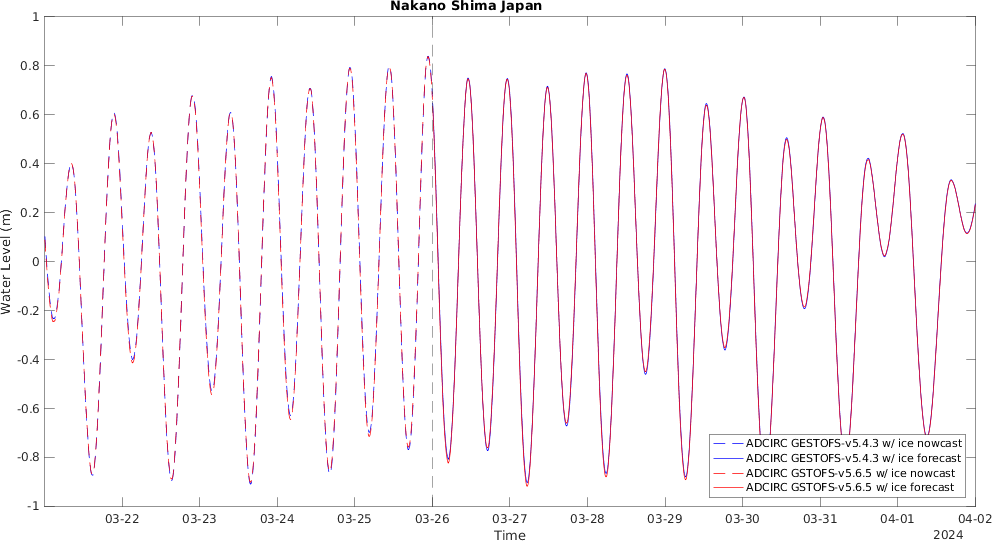 Nakano Shima Japan
1
0.8
0.6
0.4
0.2
0
-0.2
-0.4
-0.6
-0.8
-1
Water Level (m)
ADCIRC GESTOFS-v5.4.3 w/ ice nowcast
ADCIRC GESTOFS-v5.4.3 w/ ice forecast
ADCIRC GSTOFS-v5.6.5 w/ ice nowcast
ADCIRC GSTOFS-v5.6.5 w/ ice forecast
03-22 03-23 03-24 03-25 03-26 03-27 03-28 03-29 03-30 03-31 04-01 04-02
Time
2024